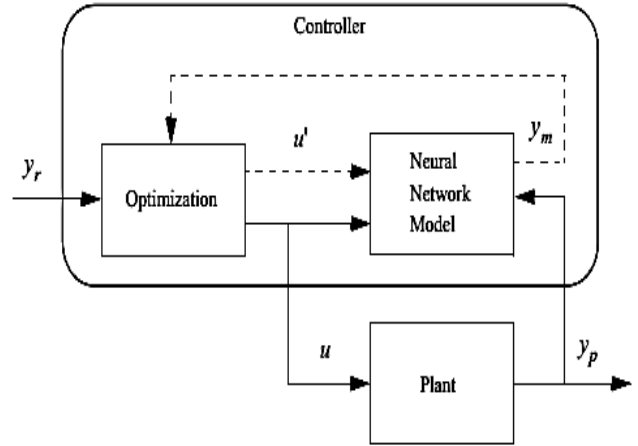 Controller
y_r
Optimization
u'
Neural
Network
Model
y_m
u
Plant
y_p